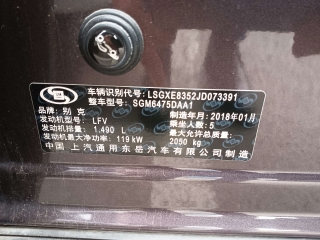 车辆识别代号: LSGXE8352JD073391
整车型号: SGM6475DAA1
品牌: 别克
制造年月: 2018年01月
发动机型号: LFV
乘坐人数: 5
发动机排量: 1.490 L
最大允许总质量:
发动机最大净功率: 119 kW
2050 kg
中国上汽通用东岳汽车有限公司制造